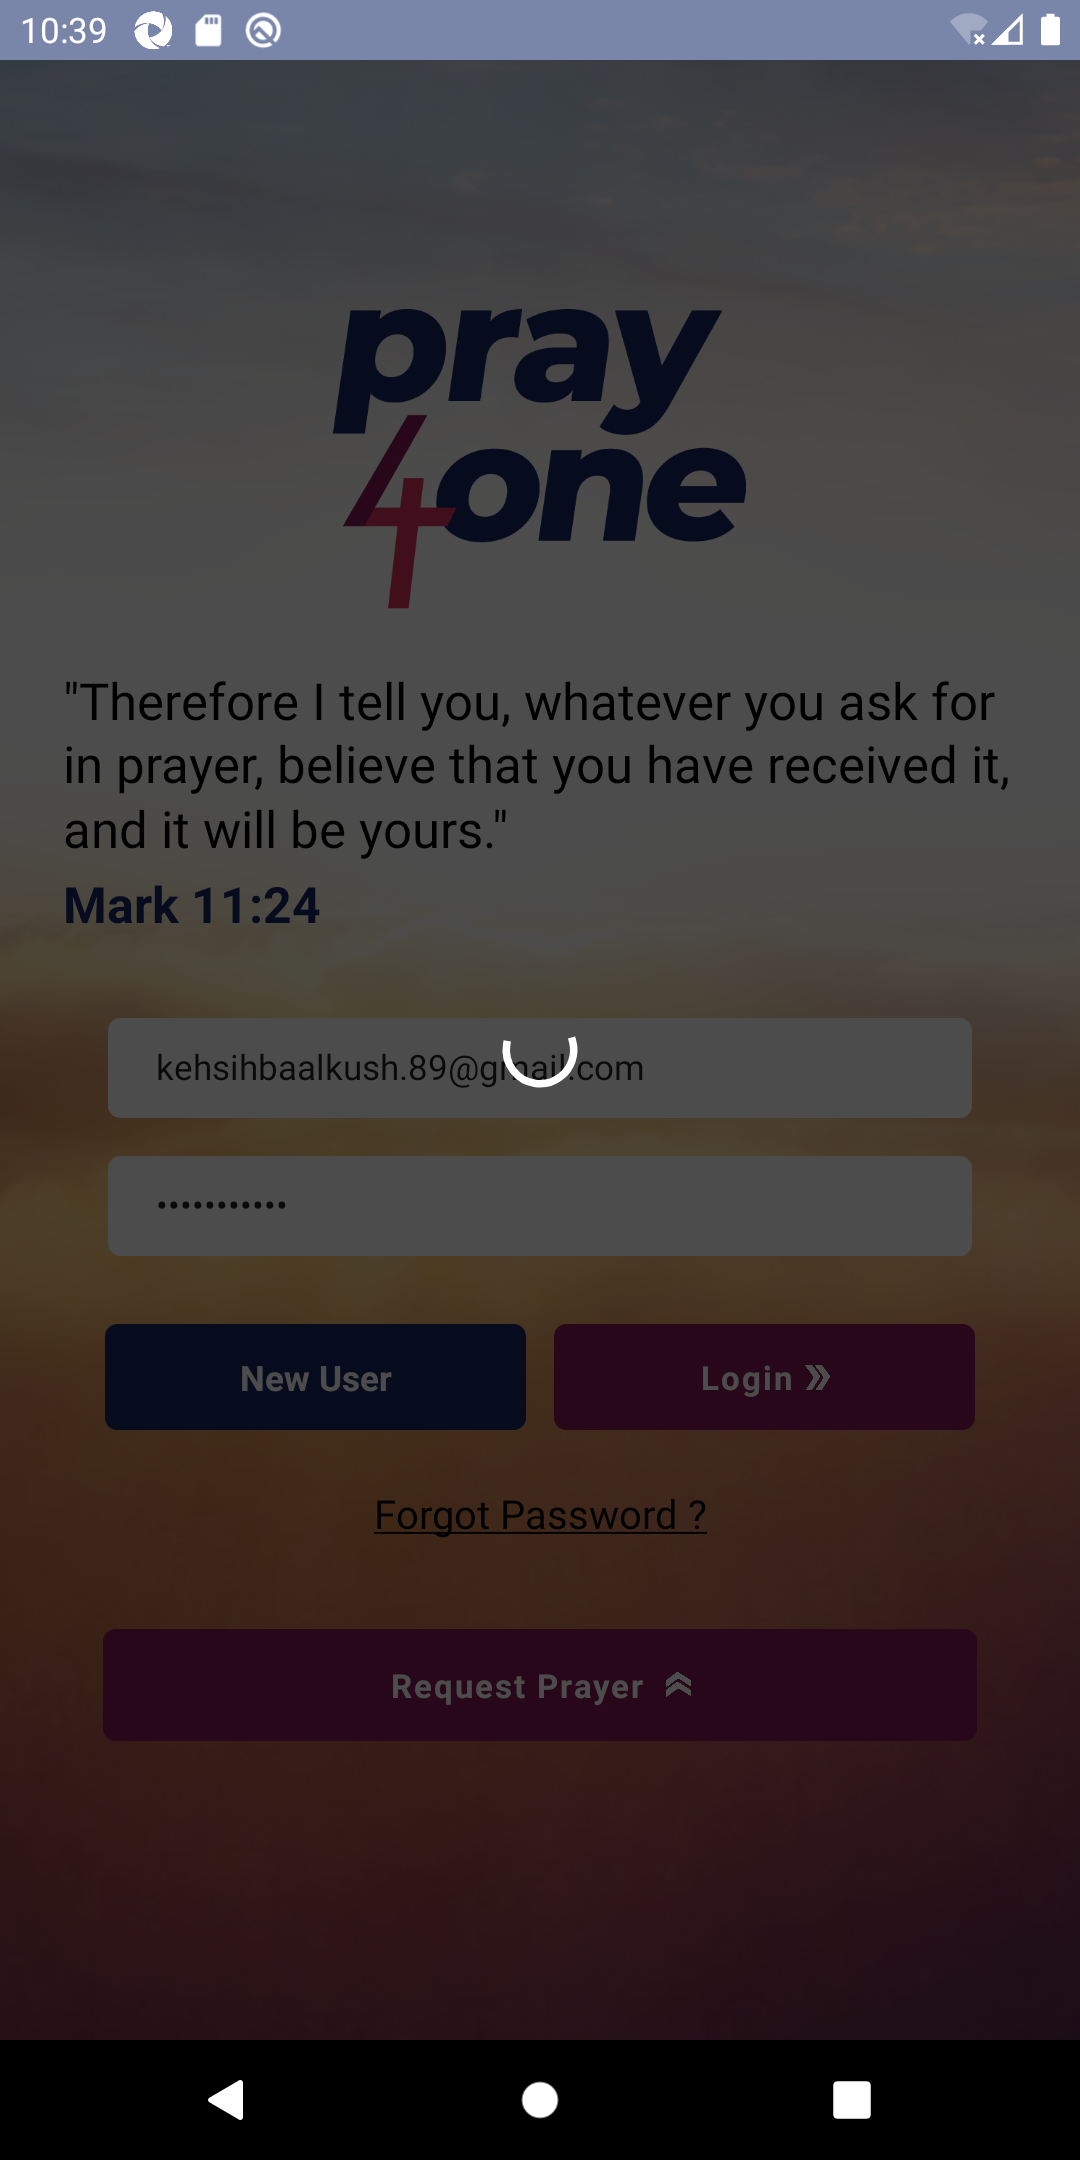 10:39
pray
4one
"Therefore I tell you, whatever you ask for
in prayer, believe that you have received it,
and it will be yours."
Mark 11:24
kehsihbaalkush.89@gmail.com
•••••••••••
New User
Login
Forgot Password ?
Request Prayer